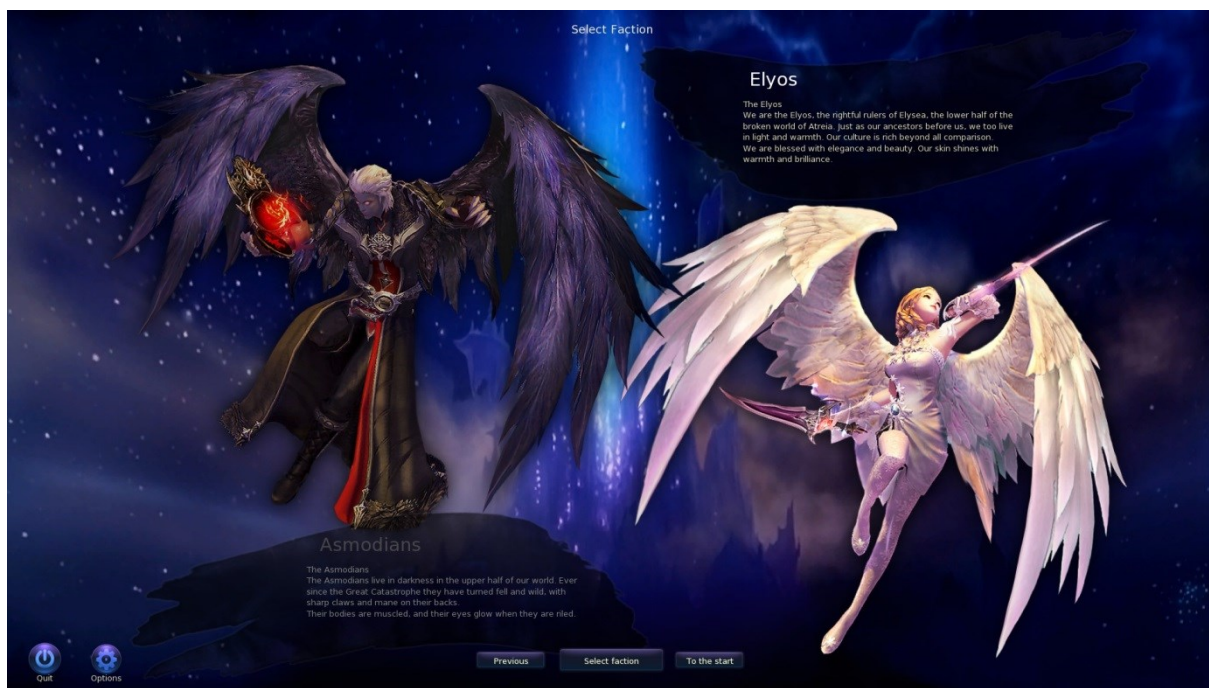 Select Faction
Elyos
The Elyos
We are the Elyos, the rightful rulers of Elysea, the lower half of the
broken world of Atreia. Just as our ancestors before us, we too live
in light and warmth. Our culture is rich beyond all comparison.
We are blessed with elegance and beauty. Our skin shines with
warmth and brilliance.
Asmodians
The Asmodians
The Asmodians live in darkness in the upper half of our world. Ever
since the Great Catastrophe they have turned fell and wild, with
sharp claws and mane on their backs.
Their bodies are muscled, and their eyes glow when they are riled.
Previous
Select faction
To the start
Quit
Options